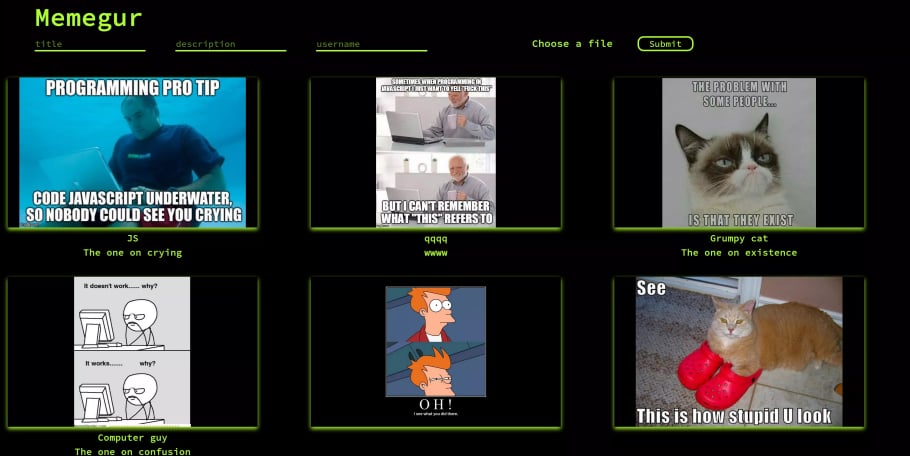 Memegur
title description username Choose a file Submit
PROGRAMMING PRO TIP
CODE JAVASCRIPT UNDERWATER,
SO NOBODY COULD SEE YOU CRYING
SOMETIMES WHEN PROGRAMMING IN
JAVASCRIPT I JUST WANT TO YELL "FUCK THIS"
BUT I CAN'T REMEMBER
WHAT "THIS" REFERS TO
THE PROBLEM WITH
SOME PEOPLE...
IS THAT THEY EXIST
JS
The one on crying
qqqq
wwww
Grumpy cat
The one on existence
It doesn't work...... why?
It works...... why?
OH!
I see what you did there.
See
This is how stupid U look
Computer guy
The one on confusion